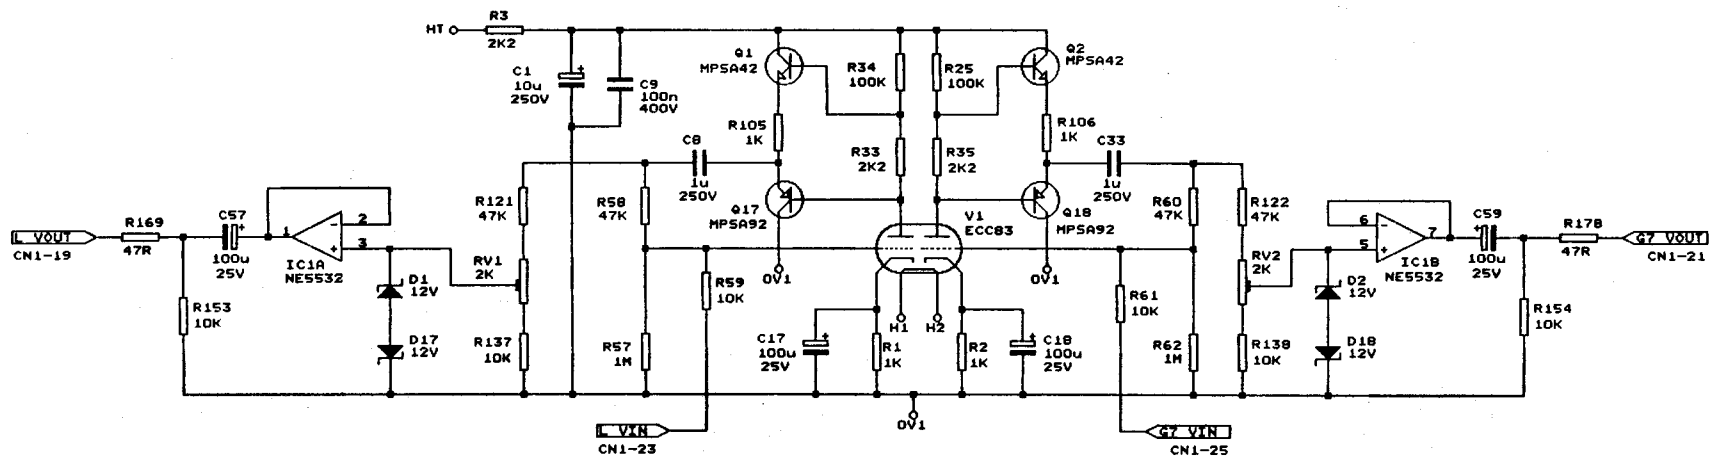 R3
HT
2K2
Q1
MPSA42
Q2
MPSA42
C1
10u
250V
C9
100n
400V
R34
100K
R25
100K
R105
1K
R106
1K
C8
1u
250V
C33
1u
250V
R33
2K2
R35
2K2
R121
47K
R58
47K
Q17
MPSA92
V1
ECC83
Q18
MPSA92
R60
47K
R122
47K
L VOUT
CN1-19
R169
47R
C57
100u
25V
1
2
3
IC1A
NE5532
RV1
2K
D1
12V
R59
10K
0V1
0V1
R61
10K
RV2
2K
D2
12V
6
5
7
IC1B
NE5532
C59
100u
25V
R178
47R
G7 VOUT
CN1-21
R153
10K
D17
12V
R137
10K
R57
1M
C17
100u
25V
R1
1K
H1
H2
R2
1K
C18
100u
25V
R62
1M
R138
10K
D18
12V
R154
10K
L VIN
CN1-23
0V1
G7 VIN
CN1-25